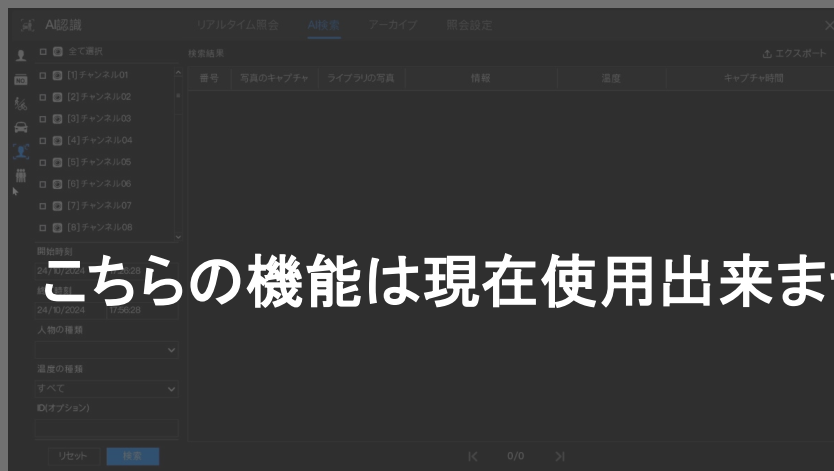 AI認識
リアルタイム照会 AI検索 アーカイブ 照会設定
全て選択
検索結果
エクスポート
[1]チャンネル01
[2]チャンネル02
[3]チャンネル03
[4]チャンネル04
[5]チャンネル05
[6]チャンネル06
[7]チャンネル07
[8]チャンネル08
番号 写真のキャプチャ ライブラリの写真 情報 温度 キャプチャ時間
開始時刻
24/10/2024
こちらの機能は現在使用出来ま
24/10/2024 17:56:28
人物の種類
温度の種類
すべて
ID(オプション)
リセット 検索
0/0